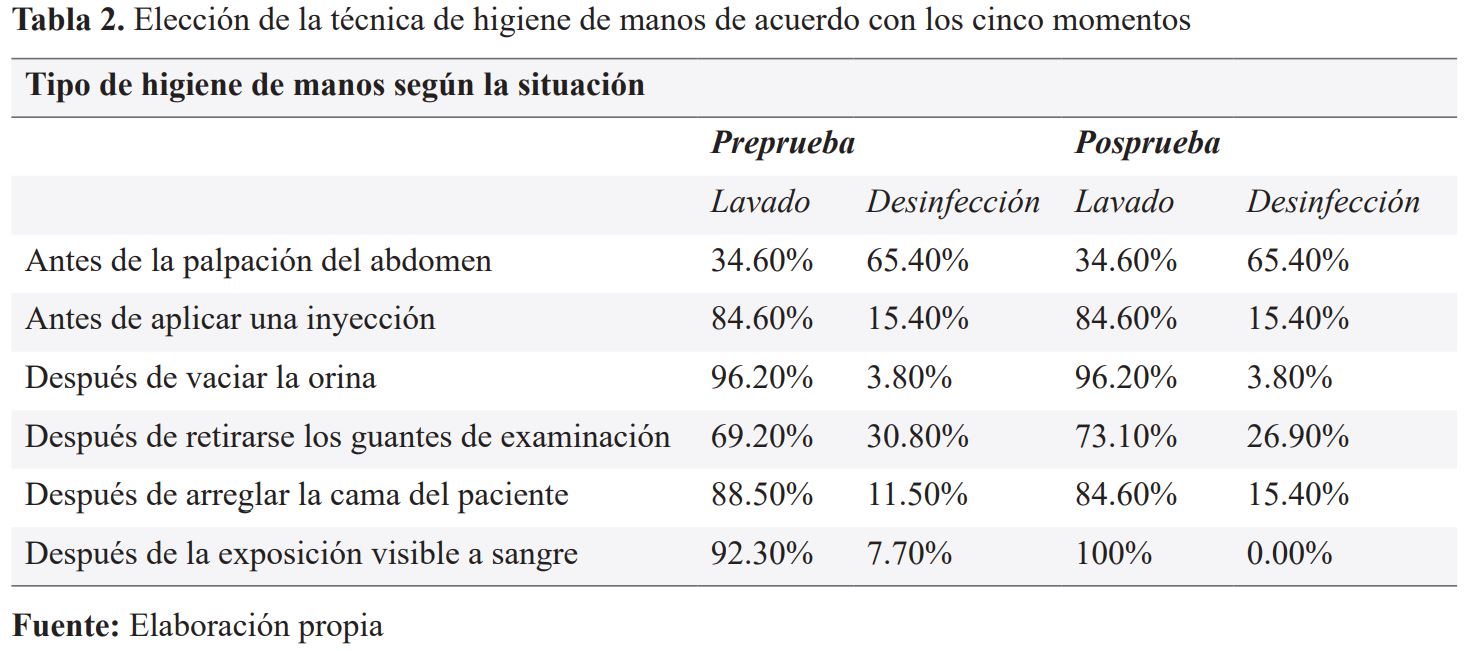 Tabla 2. Elección de la técnica de higiene de manos de acuerdo con los cinco momentos
Tipo de higiene de manos según la situación
Preprueba Posprueba
Lavado Desinfección Lavado Desinfección
Antes de la palpación del abdomen 34.60% 65.40% 34.60% 65.40%
Antes de aplicar una inyección 84.60% 15.40% 84.60% 15.40%
Después de vaciar la orina 96.20% 3.80% 96.20% 3.80%
Después de retirarse los guantes de examinación 69.20% 30.80% 73.10% 26.90%
Después de arreglar la cama del paciente 88.50% 11.50% 84.60% 15.40%
Después de la exposición visible a sangre 92.30% 7.70% 100% 0.00%
Fuente: Elaboración propia